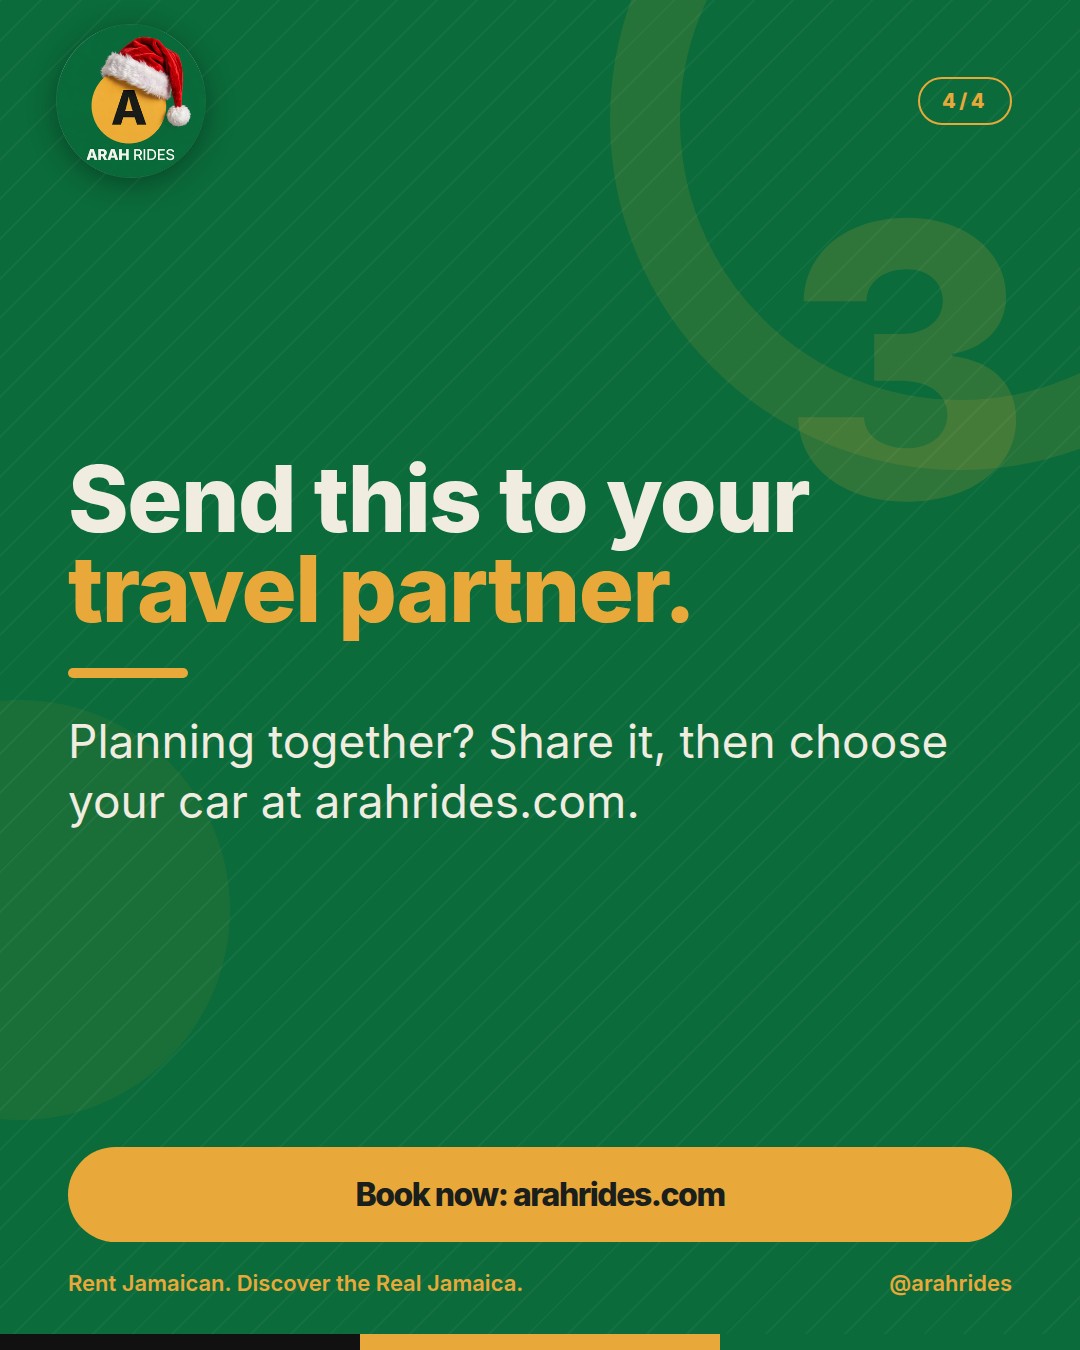 A
ARAH RIDES
4/4
3
Send this to your
travel partner.
Planning together? Share it, then choose
your car at arahrides.com.
Book now: arahrides.com
Rent Jamaican. Discover the Real Jamaica.
@arahrides